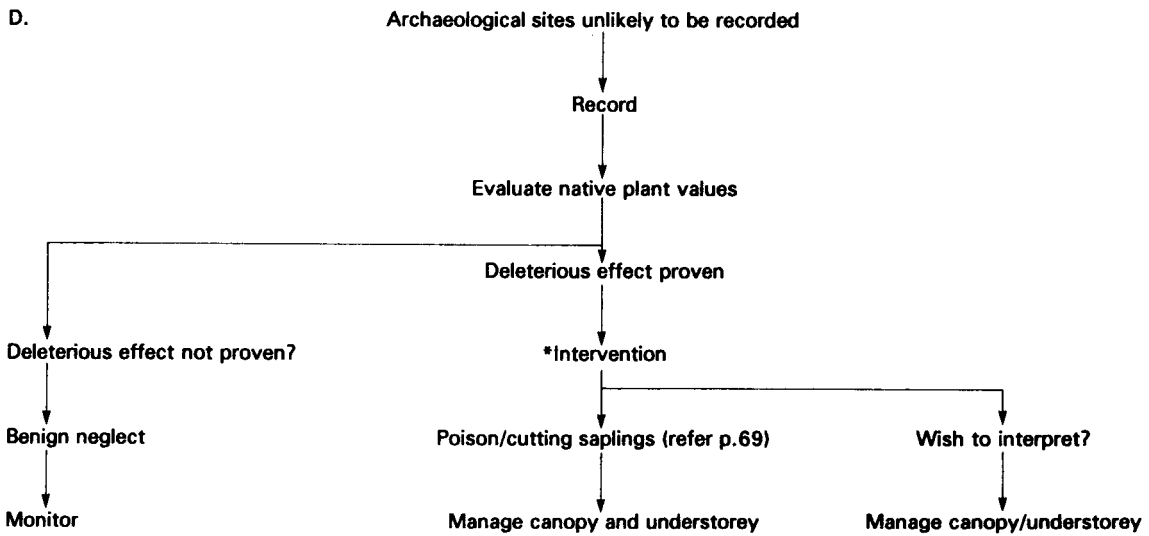 D.
Archaeological sites unlikely to be recorded
Record
Evaluate native plant values
Deleterious effect proven
Deleterious effect not proven?
*Intervention
Benign neglect
Poison/cutting saplings (refer p.69)
Wish to interpret?
Monitor
Manage canopy and understorey
Manage canopy/understorey